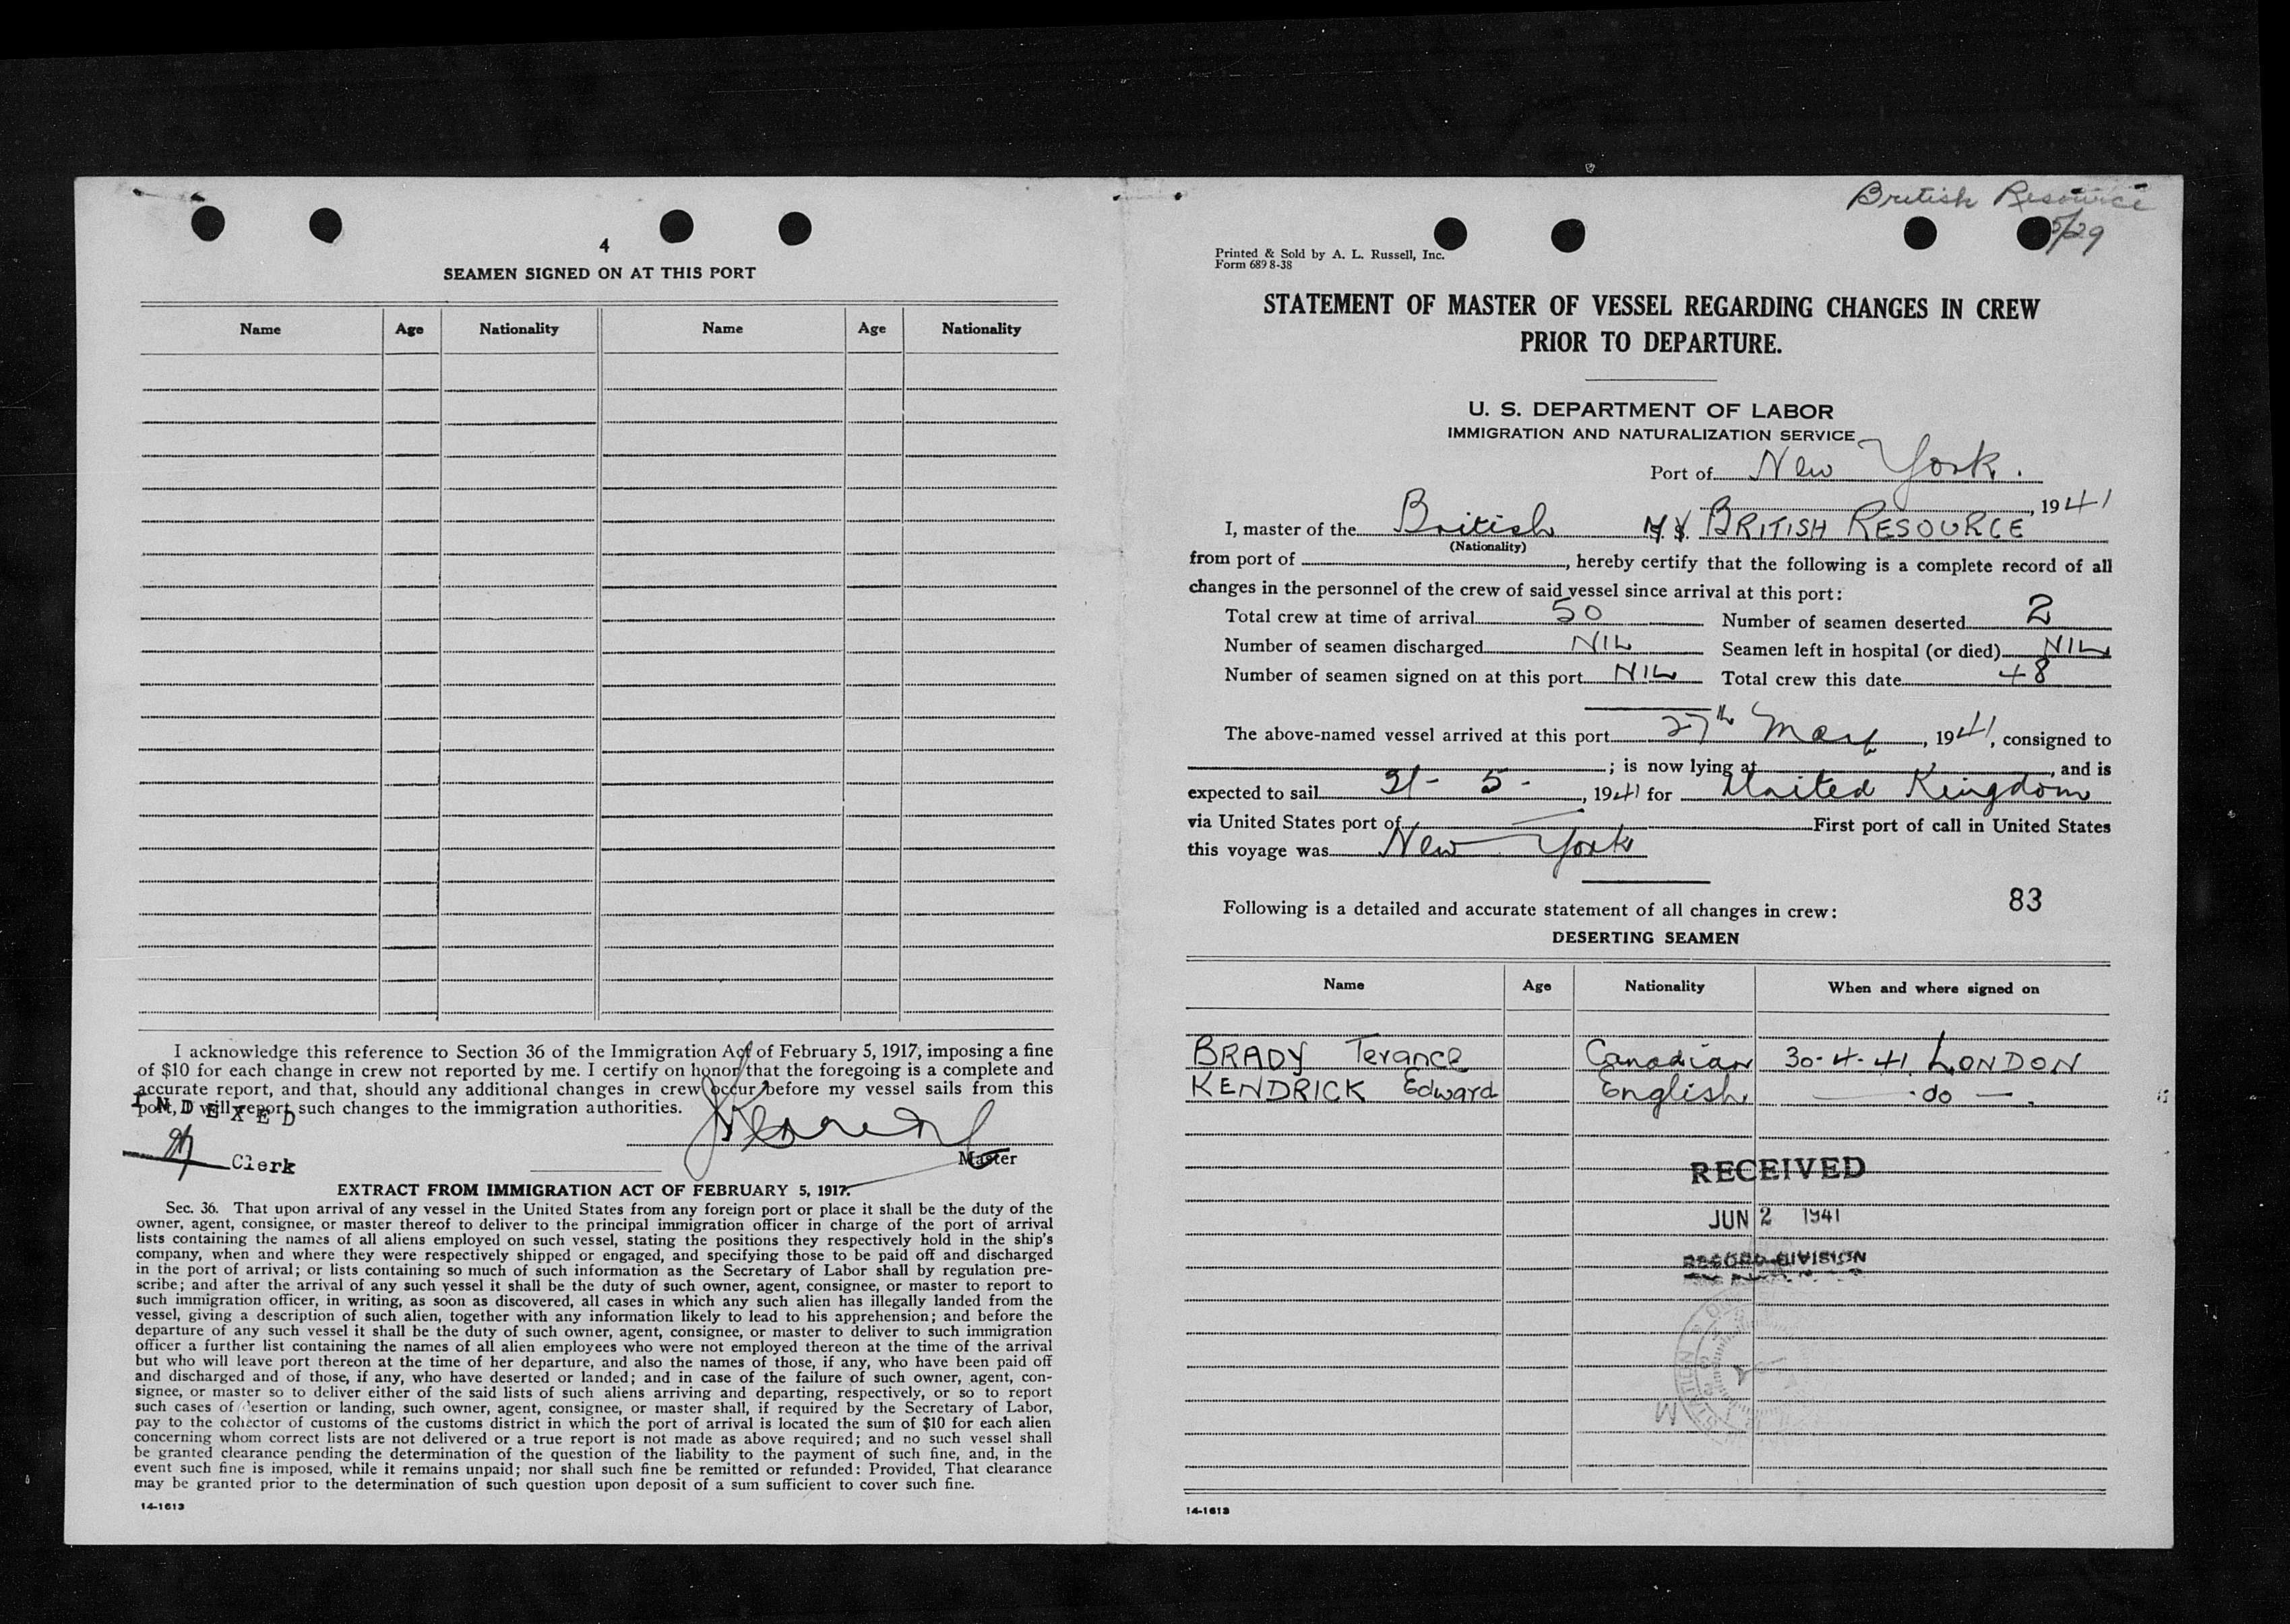 4
SEAMEN SIGNED ON AT THIS PORT
Name Age Nationality Name Age Nationality
I acknowledge this reference to Section 36 of the Immigration Act of February 5, 1917, imposing a fine
of $10 for each change in crew not reported by me. I certify on honor that the foregoing is a complete and
accurate report, and that, should any additional changes in crew occur before my vessel sails from this
port, I will report such changes to the immigration authorities.
INDEXED
Clerk
Master
EXTRACT FROM IMMIGRATION ACT OF FEBRUARY 5, 1917.
Sec. 36. That upon arrival of any vessel in the United States from any foreign port or place it shall be the duty of the
owner, agent, consignee, or master thereof to deliver to the principal immigration officer in charge of the port of arrival
lists containing the names of all aliens employed on such vessel, stating the positions they respectively hold in the ship's
company, when and where they were respectively shipped or engaged, and specifying those to be paid off and discharged
in the port of arrival; or lists containing so much of such information as the Secretary of Labor shall by regulation pre-
scribe; and after the arrival of any such vessel it shall be the duty of such owner, agent, consignee, or master to report to
such immigration officer, in writing, as soon as discovered, all cases in which any such alien has illegally landed from the
vessel, giving a description of such alien, together with any information likely to lead to his apprehension; and before the
departure of any such vessel it shall be the duty of such owner, agent, consignee, or master to deliver to such immigration
officer a further list containing the names of all alien employees who were not employed thereon at the time of the arrival
but who will leave port thereon at the time of her departure, and also the names of those, if any, who have been paid off
and discharged and of those, if any, who have deserted or landed; and in case of the failure of such owner, agent, con-
signee, or master so to deliver either of the said lists of such aliens arriving and departing, respectively, or so to report
such cases of desertion or landing, such owner, agent, consignee, or master shall, if required by the Secretary of Labor,
pay to the collector of customs of the customs district in which the port of arrival is located the sum of $10 for each alien
concerning whom correct lists are not delivered or a true report is not made as above required; and no such vessel shall
be granted clearance pending the determination of the question of the liability to the payment of such fine, and, in the
event such fine is imposed, while it remains unpaid; nor shall such fine be remitted or refunded: Provided, That clearance
may be granted prior to the determination of such question upon deposit of a sum sufficient to cover such fine.
14-1613
British Resource
5/29
Printed & Sold by A. L. Russell, Inc.
Form 689 8-38
STATEMENT OF MASTER OF VESSEL REGARDING CHANGES IN CREW
PRIOR TO DEPARTURE.
U. S. DEPARTMENT OF LABOR
IMMIGRATION AND NATURALIZATION SERVICE
Port of New York.
, 1941
I, master of the British M.V. BRITISH RESOURCE
(Nationality)
from port of , hereby certify that the following is a complete record of all
changes in the personnel of the crew of said vessel since arrival at this port:
Total crew at time of arrival 50 Number of seamen deserted 2
Number of seamen discharged NIL Seamen left in hospital (or died) NIL
Number of seamen signed on at this port NIL Total crew this date 48
The above-named vessel arrived at this port 27th May, 1941, consigned to
; is now lying at , and is
expected to sail 31 - 5 - , 1941 for United Kingdom
via United States port of — First port of call in United States
this voyage was New York
83
Following is a detailed and accurate statement of all changes in crew:
DESERTING SEAMEN
Name Age Nationality When and where signed on
BRADY Terance Canadian 30-4-41 LONDON
KENDRICK Edward English — do —.
RECEIVED
JUN 2 1941
RECORD DIVISION
14-1613